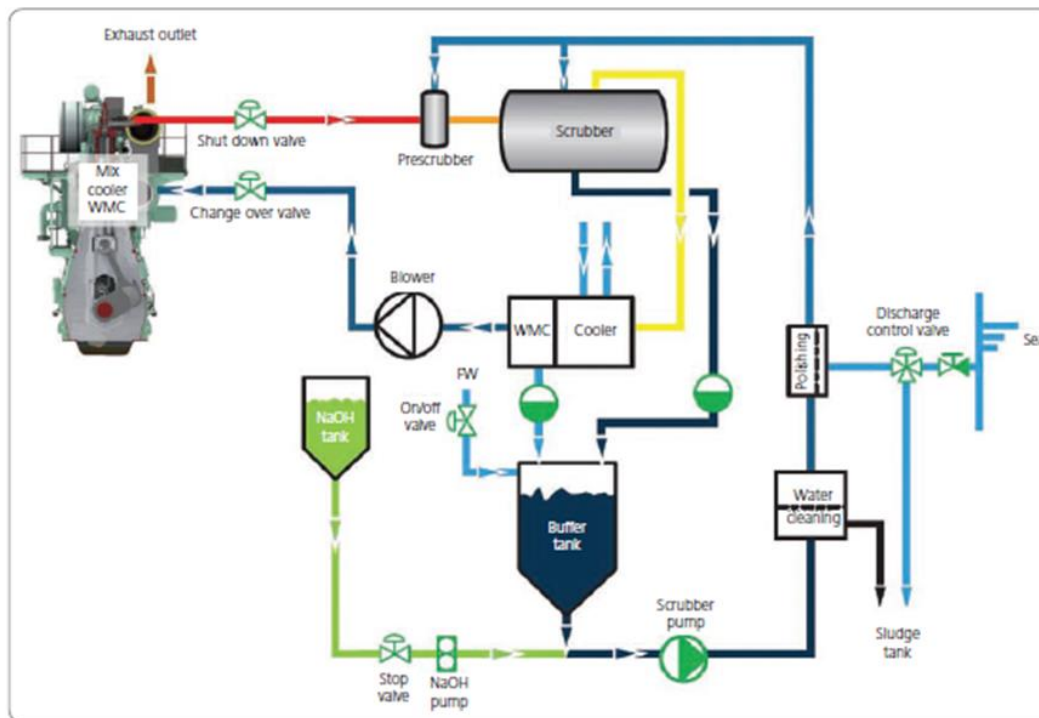 Exhaust outlet
Shut down valve
Prescrubber
Scrubber
Mix
cooler
WMC
Change over valve
Blower
WMC
Cooler
Discharge
control valve
Polishing
Se
FW
On/off
valve
NaOH
tank
Buffer
tank
Water
cleaning
Scrubber
pump
Sludge
tank
Stop
valve
NaOH
pump